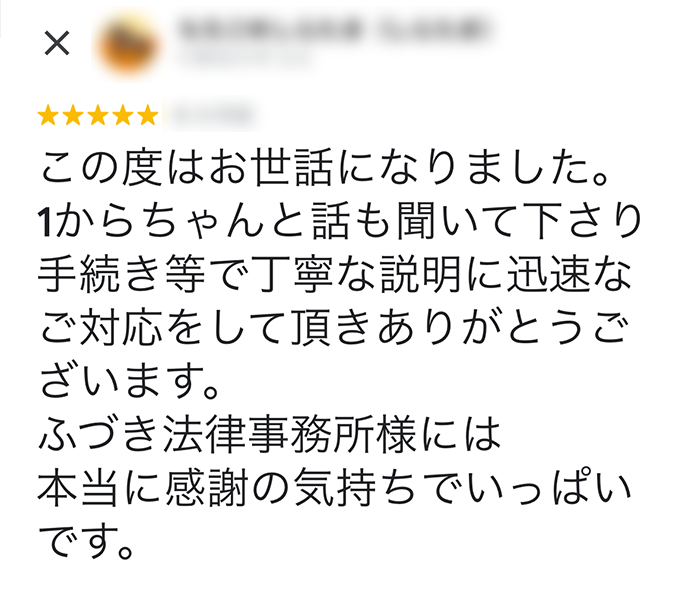 この度はお世話になりました。
1からちゃんと話も聞いて下さり
手続き等で丁寧な説明に迅速な
ご対応をして頂きありがとうご
ざいます。
ふづき法律事務所様には
本当に感謝の気持ちでいっぱい
です。